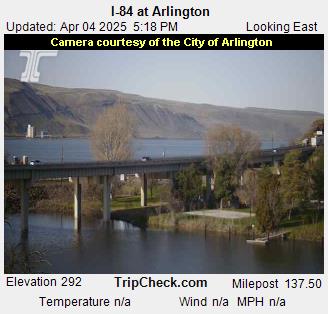 I-84 at Arlington
Updated: Apr 04 2025 5:18 PM Looking East
Camera courtesy of the City of Arlington
Elevation 292 TripCheck.com Milepost 137.50
Temperature n/a Wind n/a MPH n/a